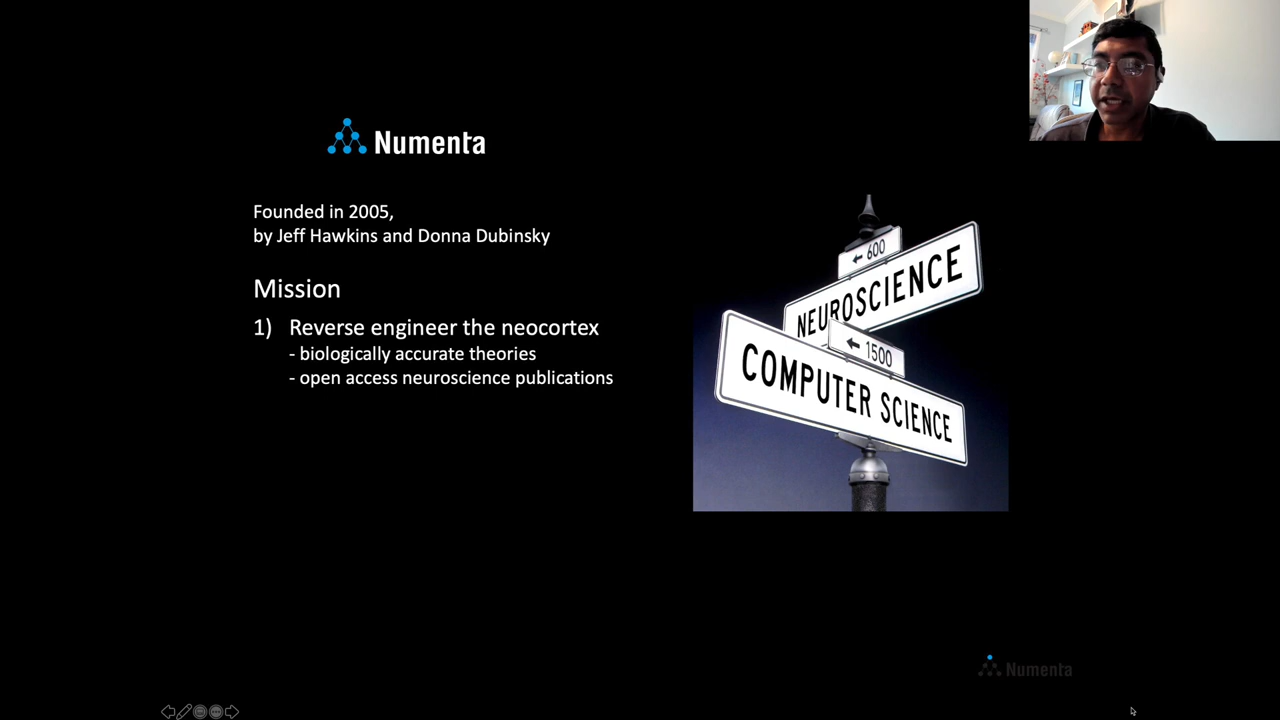 Numenta
Founded in 2005,
by Jeff Hawkins and Donna Dubinsky
Mission
1) Reverse engineer the neocortex
- biologically accurate theories
- open access neuroscience publications
← 600
NEUROSCIENCE
← 1500
COMPUTER SCIENCE
Numenta